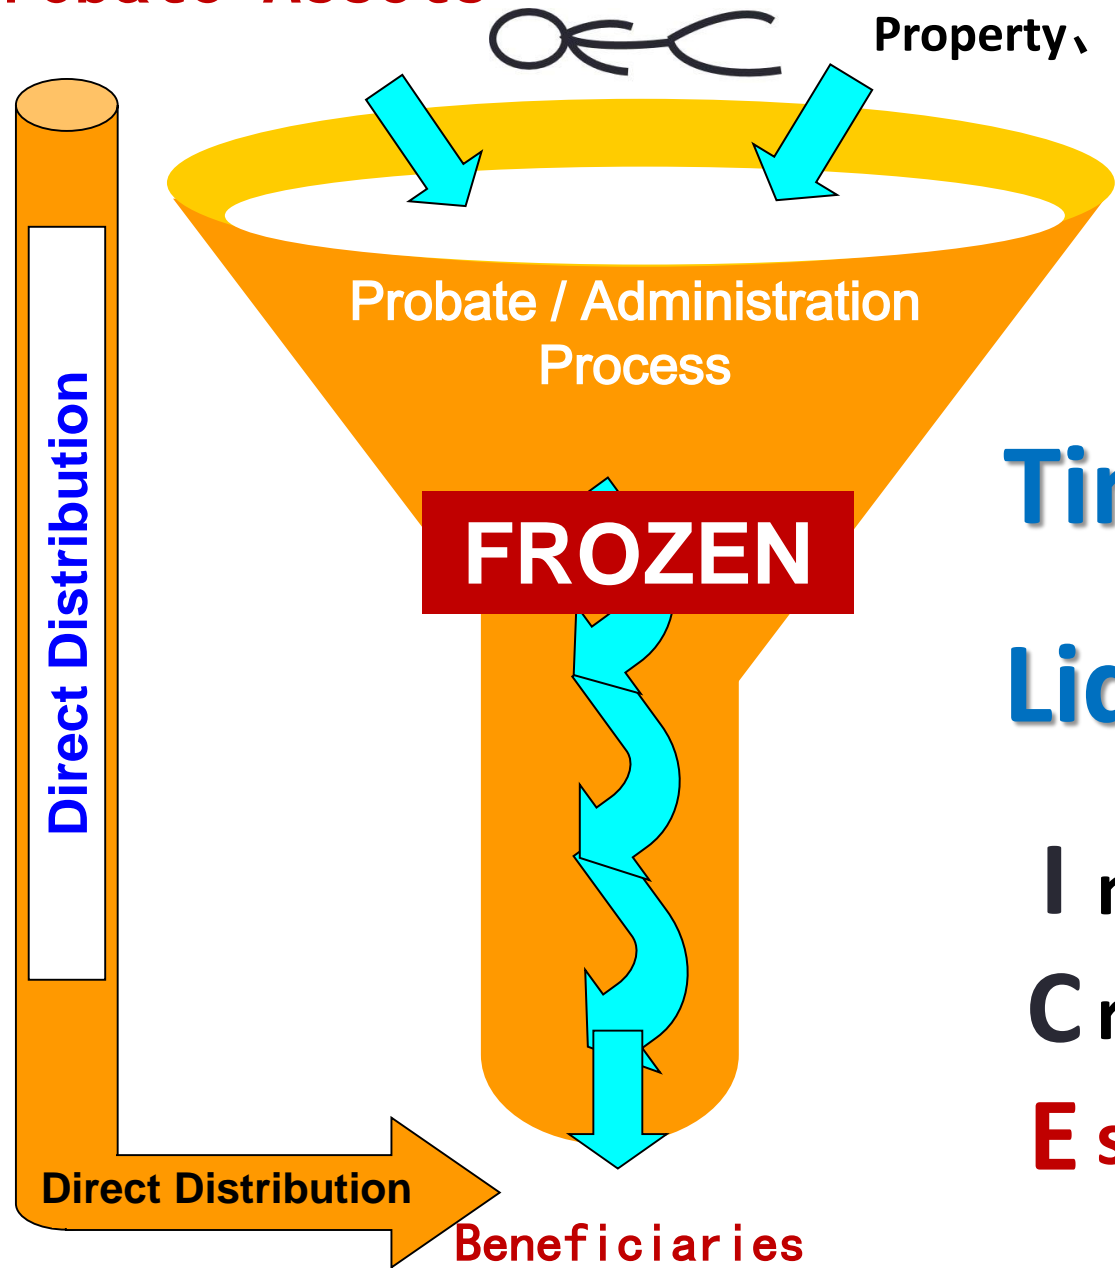 Property、
Probate / Administration
Process
Direct Distribution
FROZEN
I
C
E
Direct Distribution
Beneficiaries